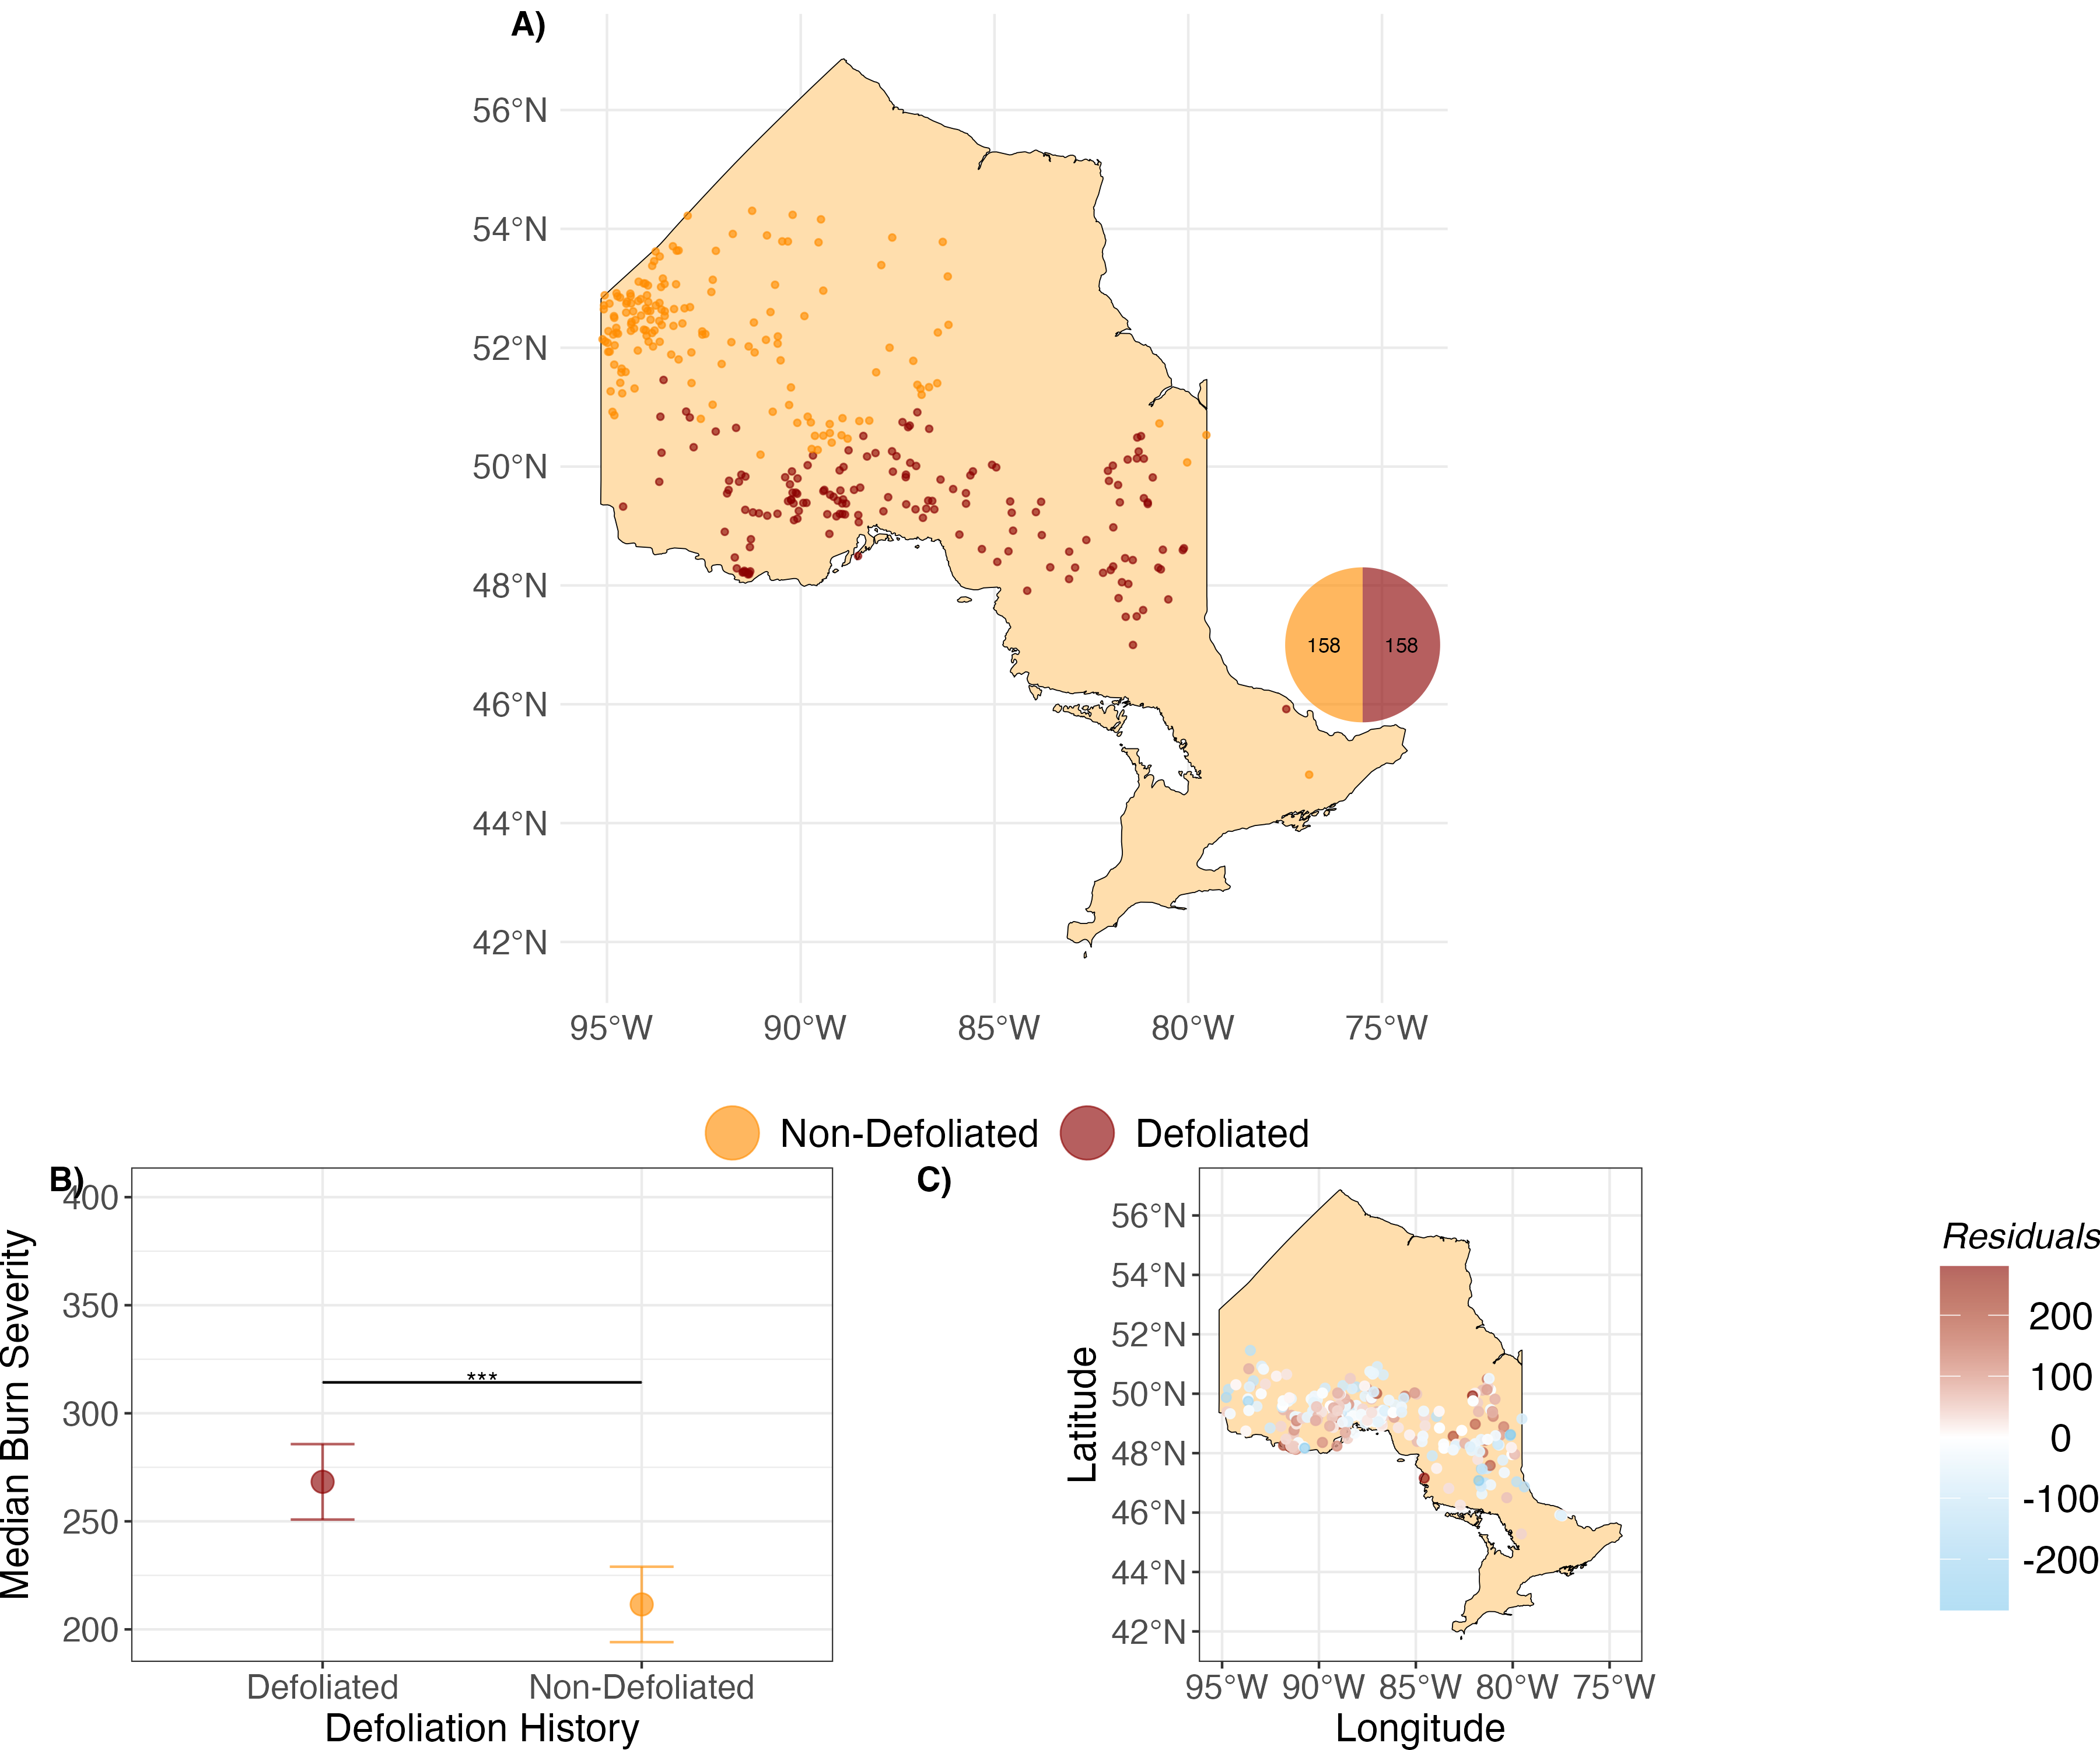 A)
56°N
54°N
52°N
50°N
48°N
46°N
44°N
42°N
158 158
95°W 90°W 85°W 80°W 75°W
Non-Defoliated Defoliated
B)
Median Burn Severity
400
350
300
250
200
***
Defoliated Non-Defoliated
Defoliation History
C)
Latitude
56°N
54°N
52°N
50°N
48°N
46°N
44°N
42°N
95°W 90°W 85°W 80°W 75°W
Longitude
Residuals
200
100
0
-100
-200